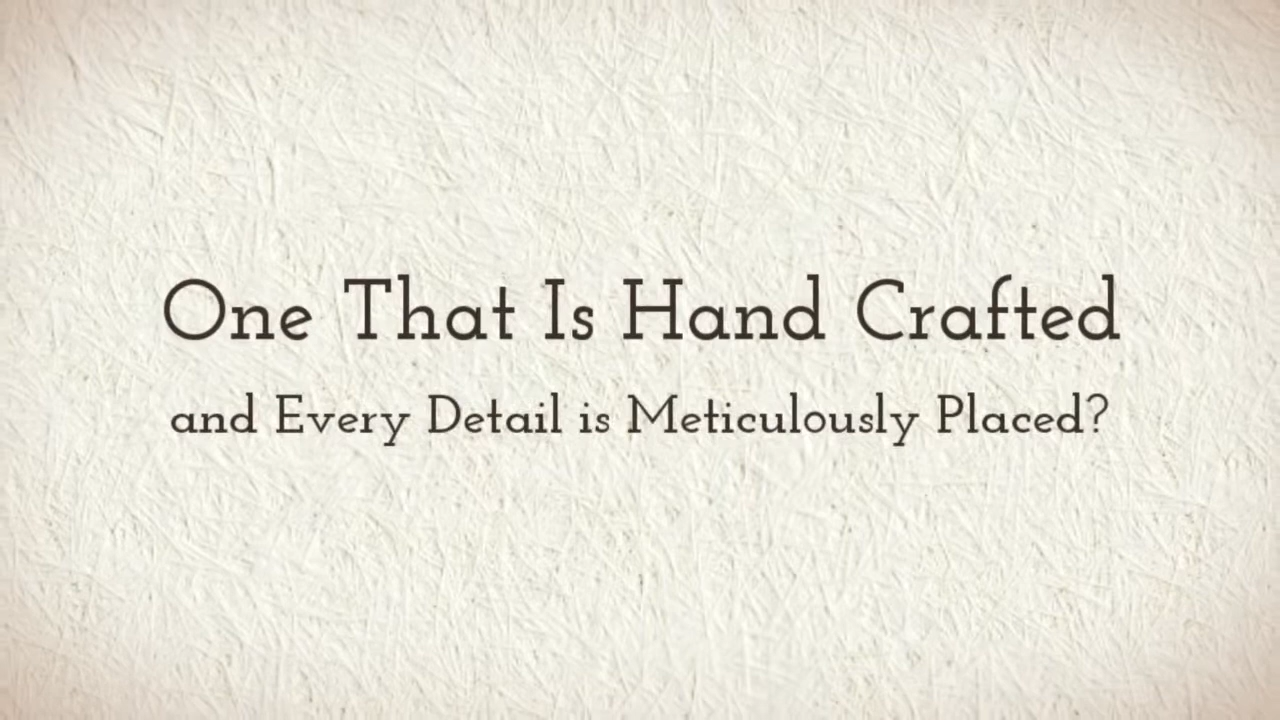 One That Is Hand Crafted
and Every Detail is Meticulously Placed?